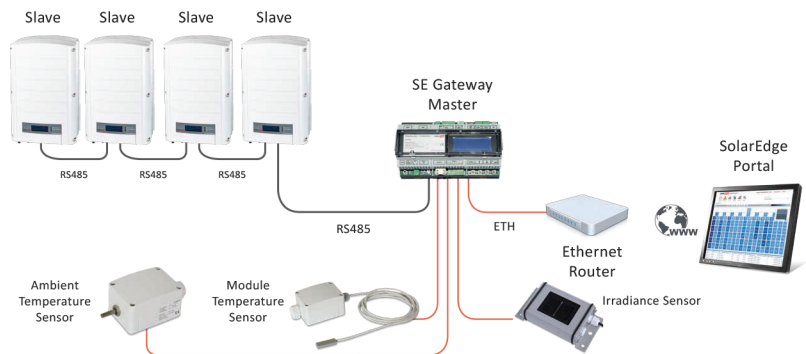 Slave
Slave
Slave
Slave
SE Gateway
Master
SolarEdge
Portal
RS485
RS485
RS485
RS485
ETH
www
Ethernet
Router
Ambient
Temperature
Sensor
Module
Temperature
Sensor
Irradiance Sensor